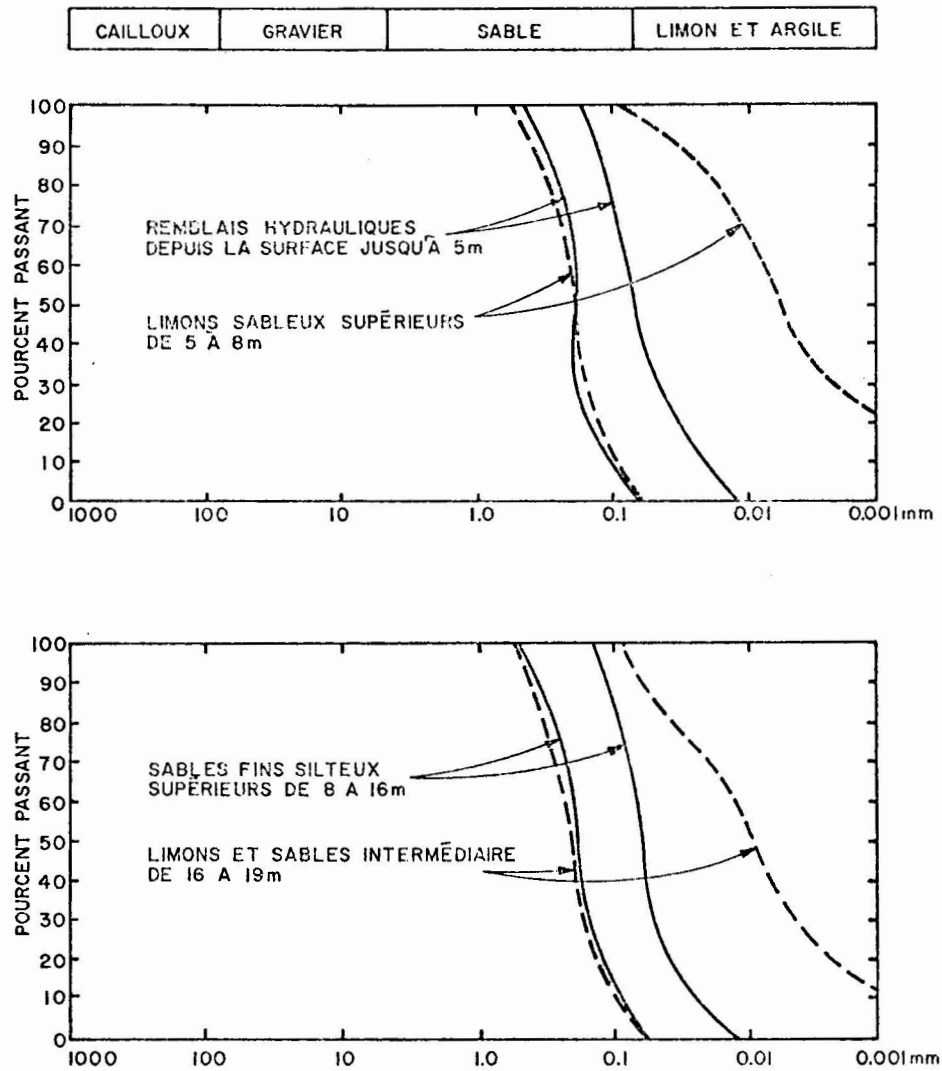 CAILLOUX GRAVIER SABLE LIMON ET ARGILE
POURCENT PASSANT
100
90
80
70
60
50
40
30
20
10
0
REMBLAIS HYDRAULIQUES
DEPUIS LA SURFACE JUSQU'À 5m
LIMONS SABLEUX SUPÉRIEURS
DE 5 À 8m
1000 100 10 1.0 0.1 0.01 0.001mm
POURCENT PASSANT
100
90
80
70
60
50
40
30
20
10
0
SABLES FINS SILTEUX
SUPÉRIEURS DE 8 A 16m
LIMONS ET SABLES INTERMÉDIAIRE
DE 16 A 19m
1000 100 10 1.0 0.1 0.01 0.001mm